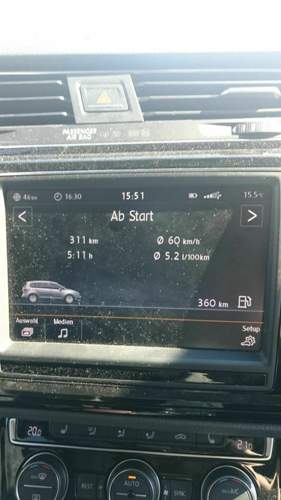 PASSENGER
AIR BAG
16:30 15:51 15.5°C
Ab Start
311 km Ø 60 km/h
5:11 h Ø 5.2 l/100km
360 km
Auswahl Medien Setup
20.0 21.0
REST AUTO A/C